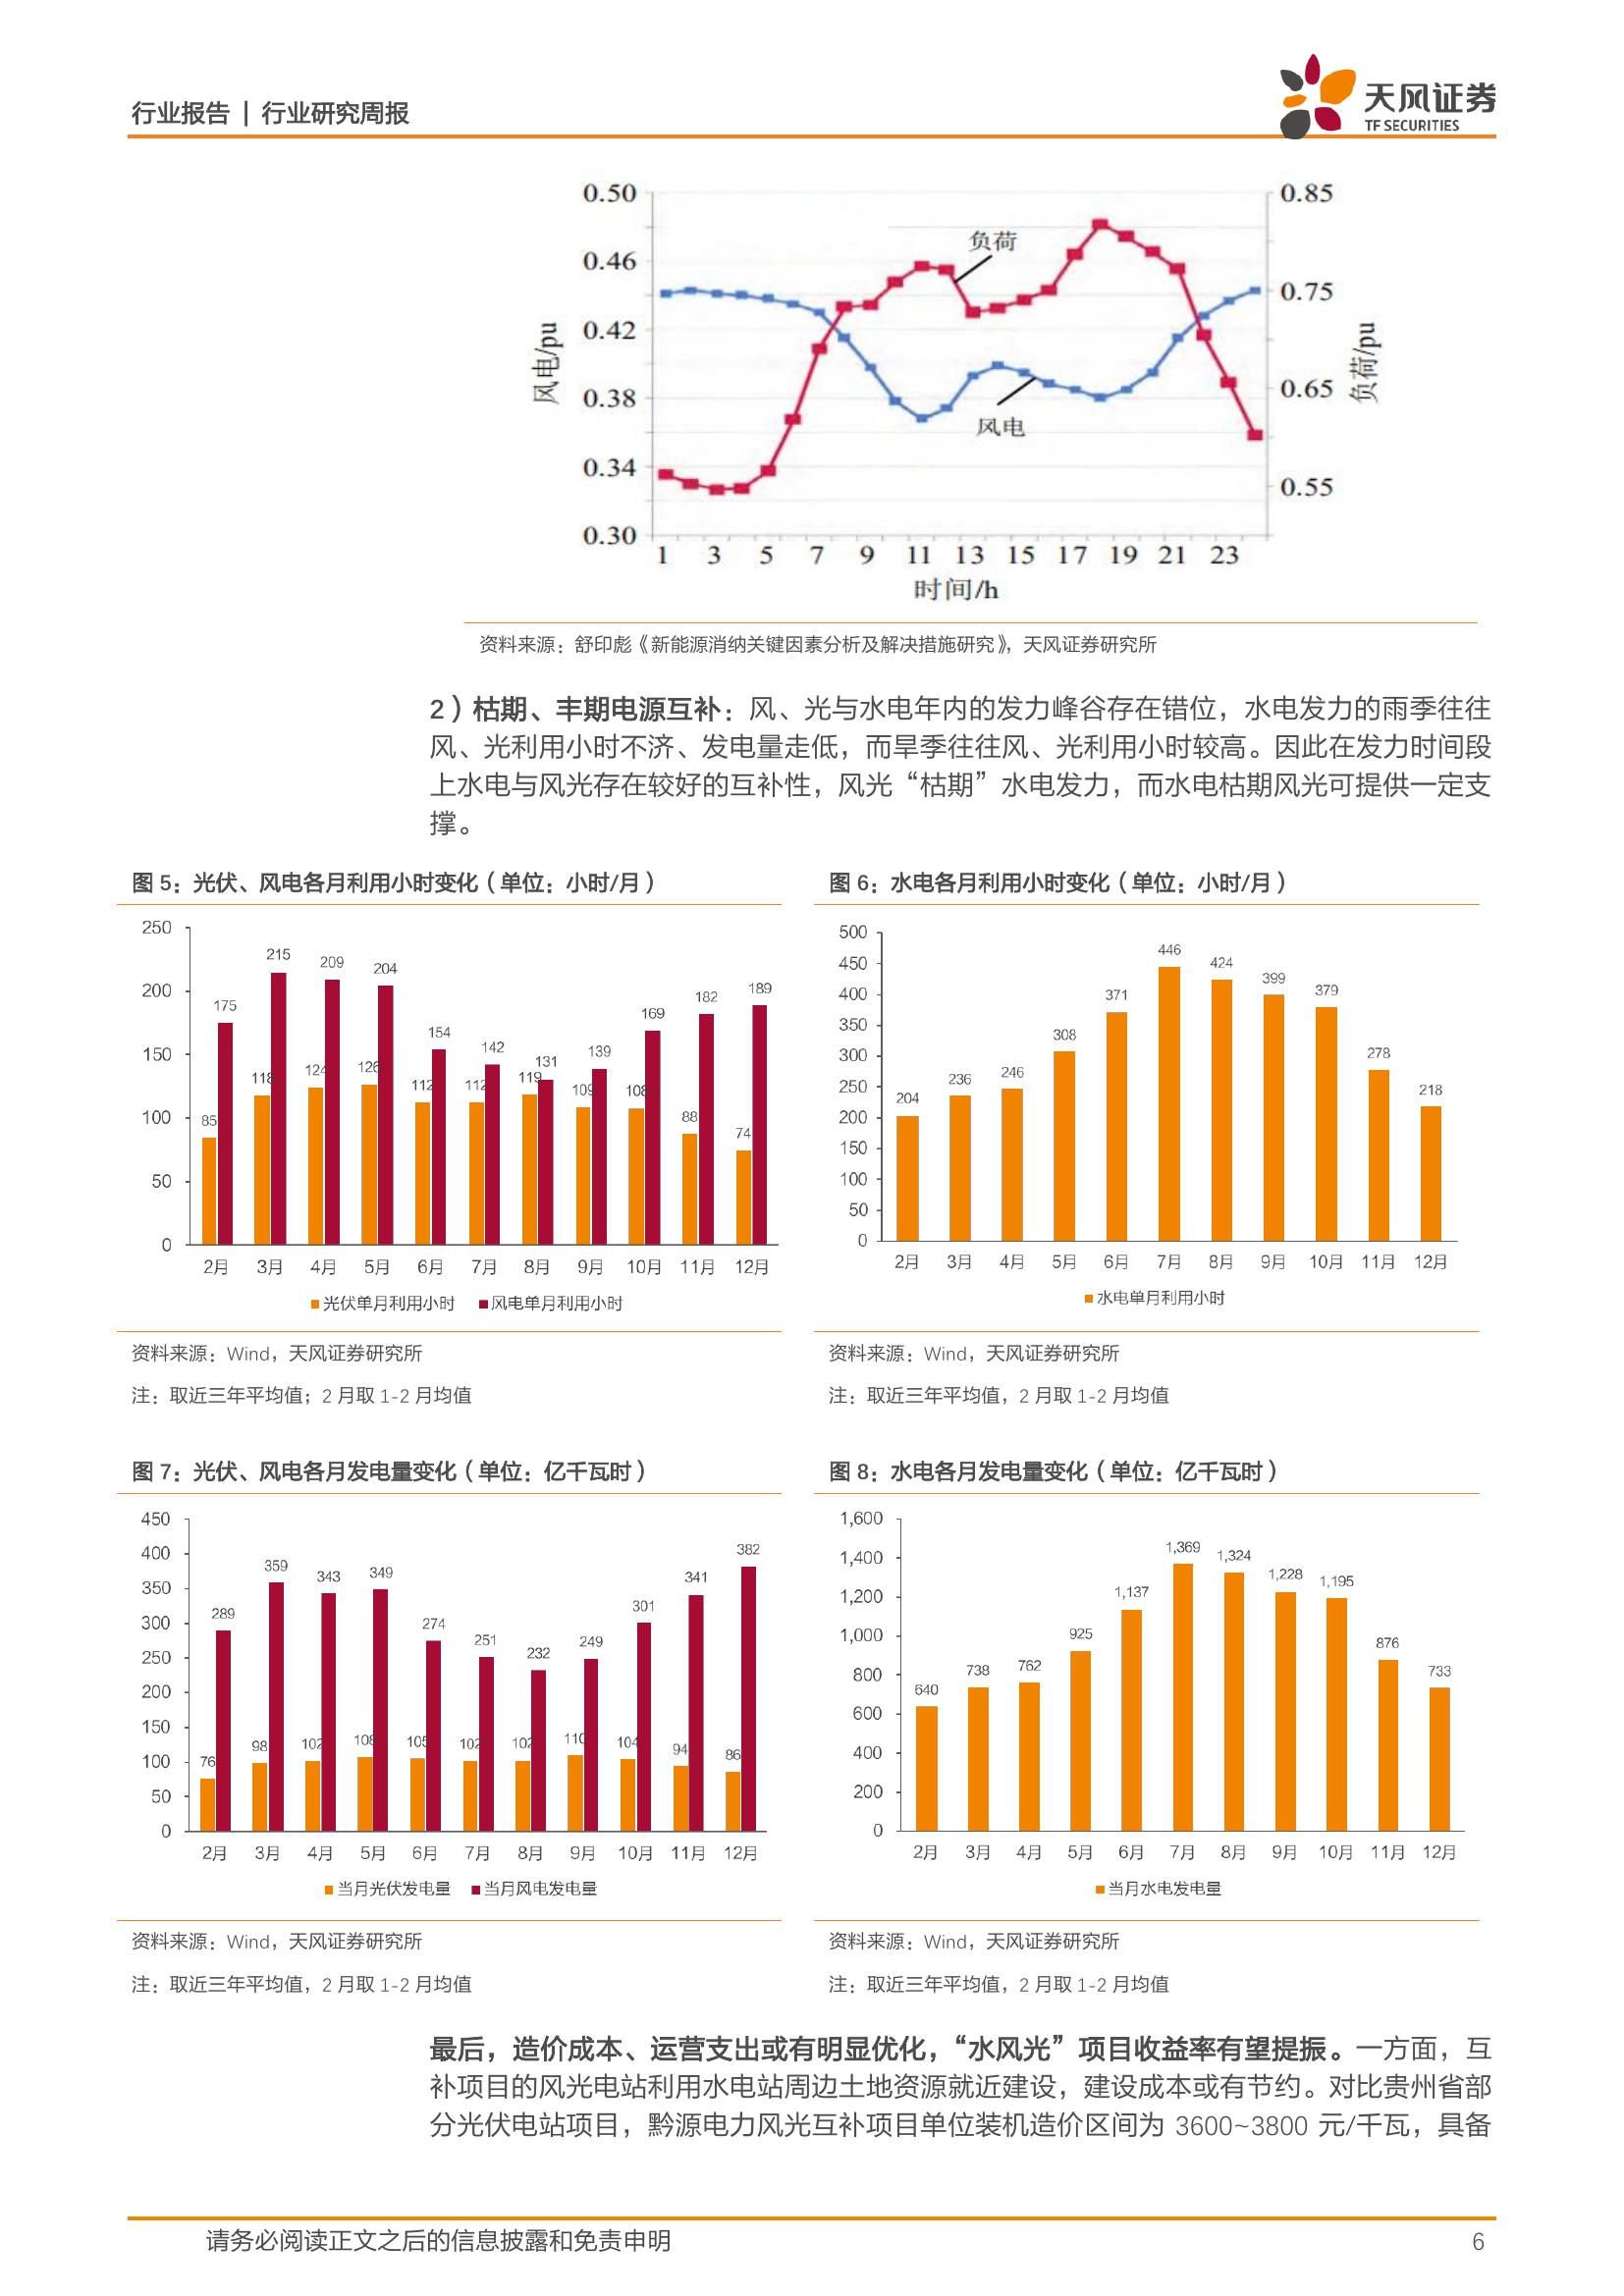 行业报告 | 行业研究周报
天风证券
TF SECURITIES
0.50
0.46
0.42
0.38
0.34
0.30
风电/pu
负荷
风电
0.85
0.75
0.65
0.55
负荷/pu
1 3 5 7 9 11 13 15 17 19 21 23
时间/h
资料来源：舒印彪《新能源消纳关键因素分析及解决措施研究》，天风证券研究所
2）枯期、丰期电源互补：风、光与水电年内的发力峰谷存在错位，水电发力的雨季往往
风、光利用小时不济、发电量走低，而旱季往往风、光利用小时较高。因此在发力时间段
上水电与风光存在较好的互补性，风光“枯期”水电发力，而水电枯期风光可提供一定支
撑。
图 5：光伏、风电各月利用小时变化（单位：小时/月）
250
200
150
100
50
0
85 118 124 126 112 112 119 109 108 88 74
175 215 209 204 154 142 131 139 169 182 189
2月 3月 4月 5月 6月 7月 8月 9月 10月 11月 12月
光伏单月利用小时 风电单月利用小时
资料来源：Wind，天风证券研究所
注：取近三年平均值；2 月取 1-2 月均值
图 6：水电各月利用小时变化（单位：小时/月）
500
450
400
350
300
250
200
150
100
50
0
204 236 246 308 371 446 424 399 379 278 218
2月 3月 4月 5月 6月 7月 8月 9月 10月 11月 12月
水电单月利用小时
资料来源：Wind，天风证券研究所
注：取近三年平均值，2 月取 1-2 月均值
图 7：光伏、风电各月发电量变化（单位：亿千瓦时）
450
400
350
300
250
200
150
100
50
0
76 98 102 108 105 102 102 110 104 94 86
289 359 343 349 274 251 232 249 301 341 382
2月 3月 4月 5月 6月 7月 8月 9月 10月 11月 12月
当月光伏发电量 当月风电发电量
资料来源：Wind，天风证券研究所
注：取近三年平均值，2 月取 1-2 月均值
图 8：水电各月发电量变化（单位：亿千瓦时）
1,600
1,400
1,200
1,000
800
600
400
200
0
640 738 762 925 1,137 1,369 1,324 1,228 1,195 876 733
2月 3月 4月 5月 6月 7月 8月 9月 10月 11月 12月
当月水电发电量
资料来源：Wind，天风证券研究所
注：取近三年平均值，2 月取 1-2 月均值
最后，造价成本、运营支出或有明显优化，“水风光”项目收益率有望提振。一方面，互
补项目的风光电站利用水电站周边土地资源就近建设，建设成本或有节约。对比贵州省部
分光伏电站项目，黔源电力风光互补项目单位装机造价区间为 3600~3800 元/千瓦，具备
请务必阅读正文之后的信息披露和免责申明
6